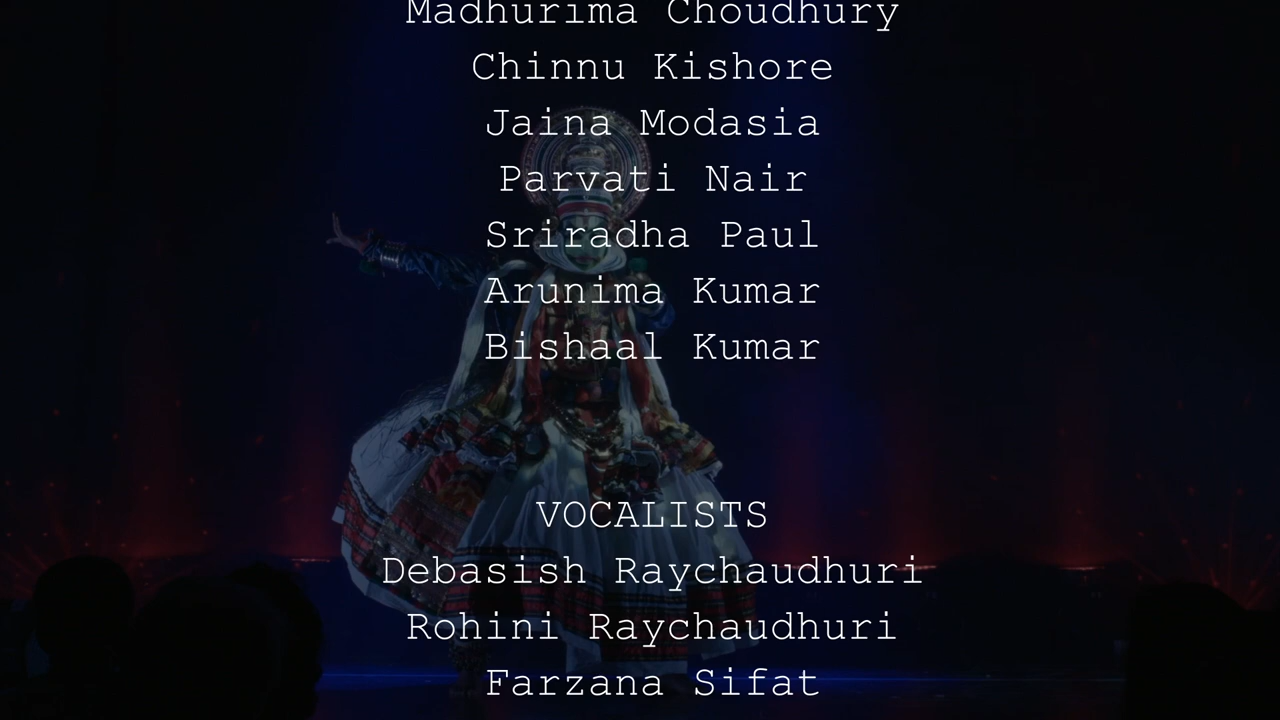 Madhurima Choudhury
Chinnu Kishore
Jaina Modasia
Parvati Nair
Sriradha Paul
Arunima Kumar
Bishaal Kumar
VOCALISTS
Debasish Raychaudhuri
Rohini Raychaudhuri
Farzana Sifat